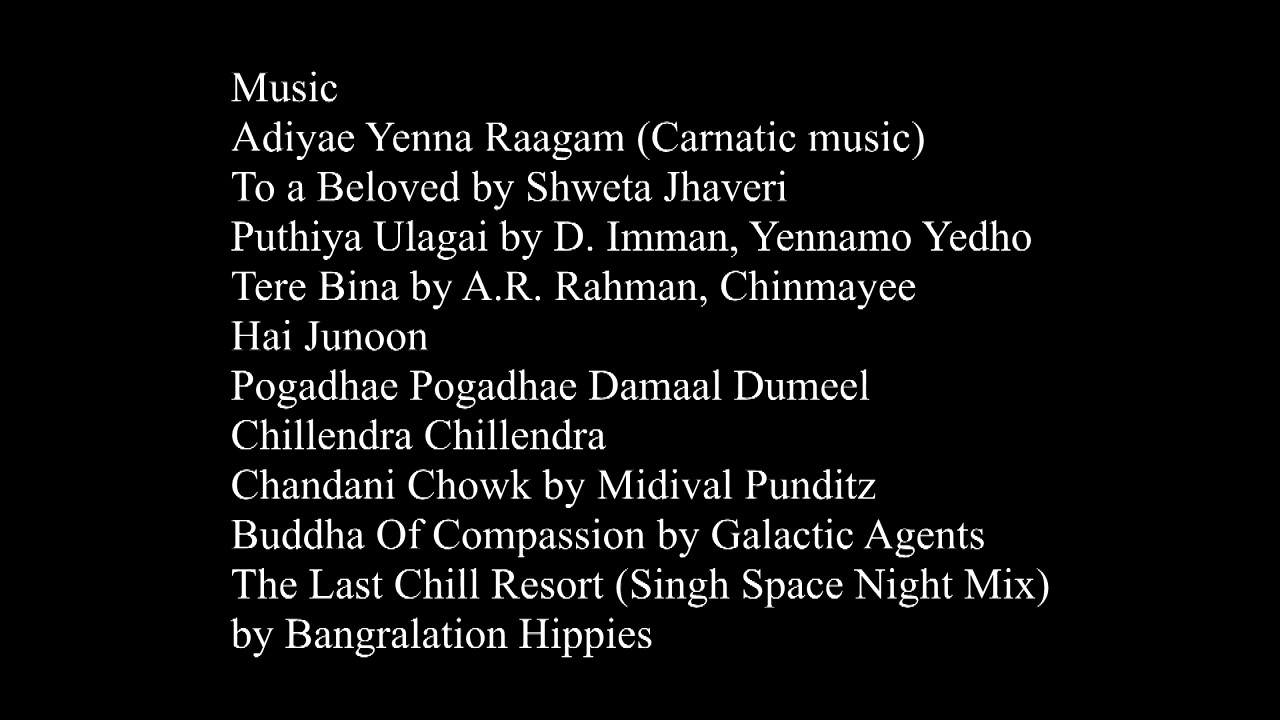 Music
Adiyae Yenna Raagam (Carnatic music)
To a Beloved by Shweta Jhaveri
Puthiya Ulagai by D. Imman, Yennamo Yedho
Tere Bina by A.R. Rahman, Chinmayee
Hai Junoon
Pogadhae Pogadhae Damaal Dumeel
Chillendra Chillendra
Chandani Chowk by Midival Punditz
Buddha Of Compassion by Galactic Agents
The Last Chill Resort (Singh Space Night Mix)
by Bangralation Hippies